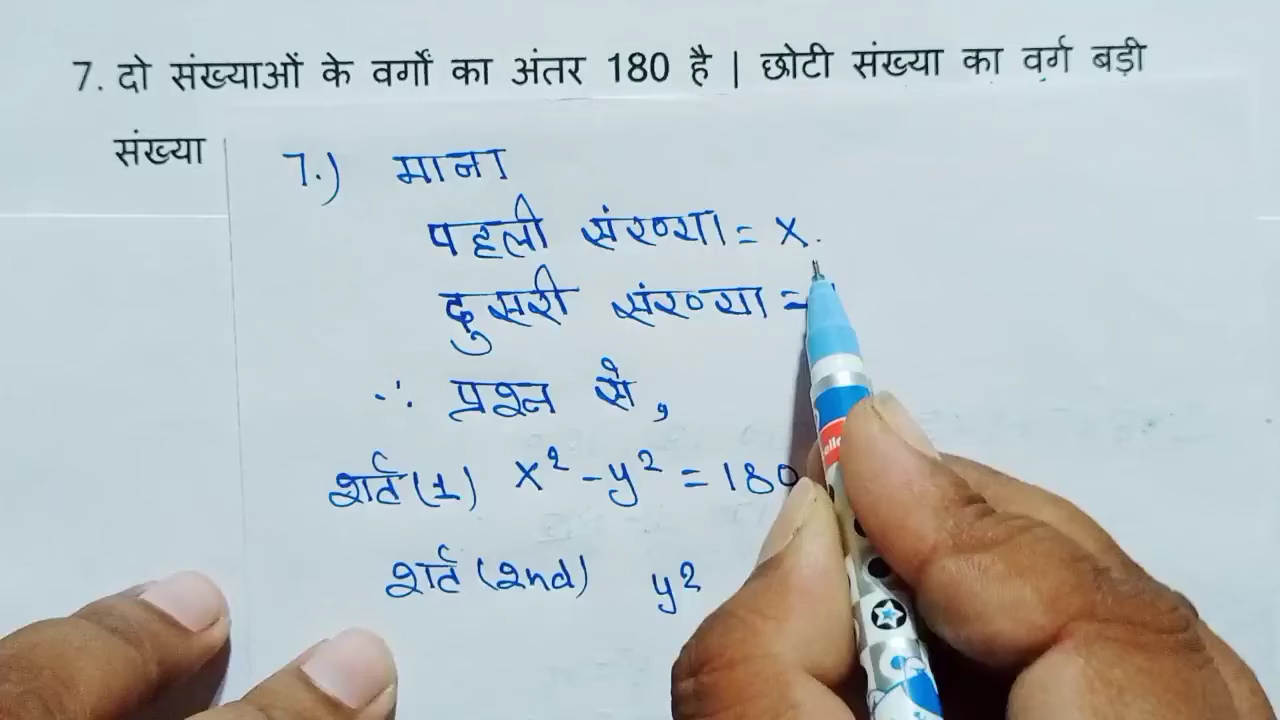 7. दो संख्याओं के वर्गों का अंतर 180 है | छोटी संख्या का वर्ग बड़ी
संख्या
7.) माना
पहली संख्या = x.
दुसरी संख्या =
∴ प्रश्न से,
शर्त (1) x² - y² = 180
शर्त (2nd) y²